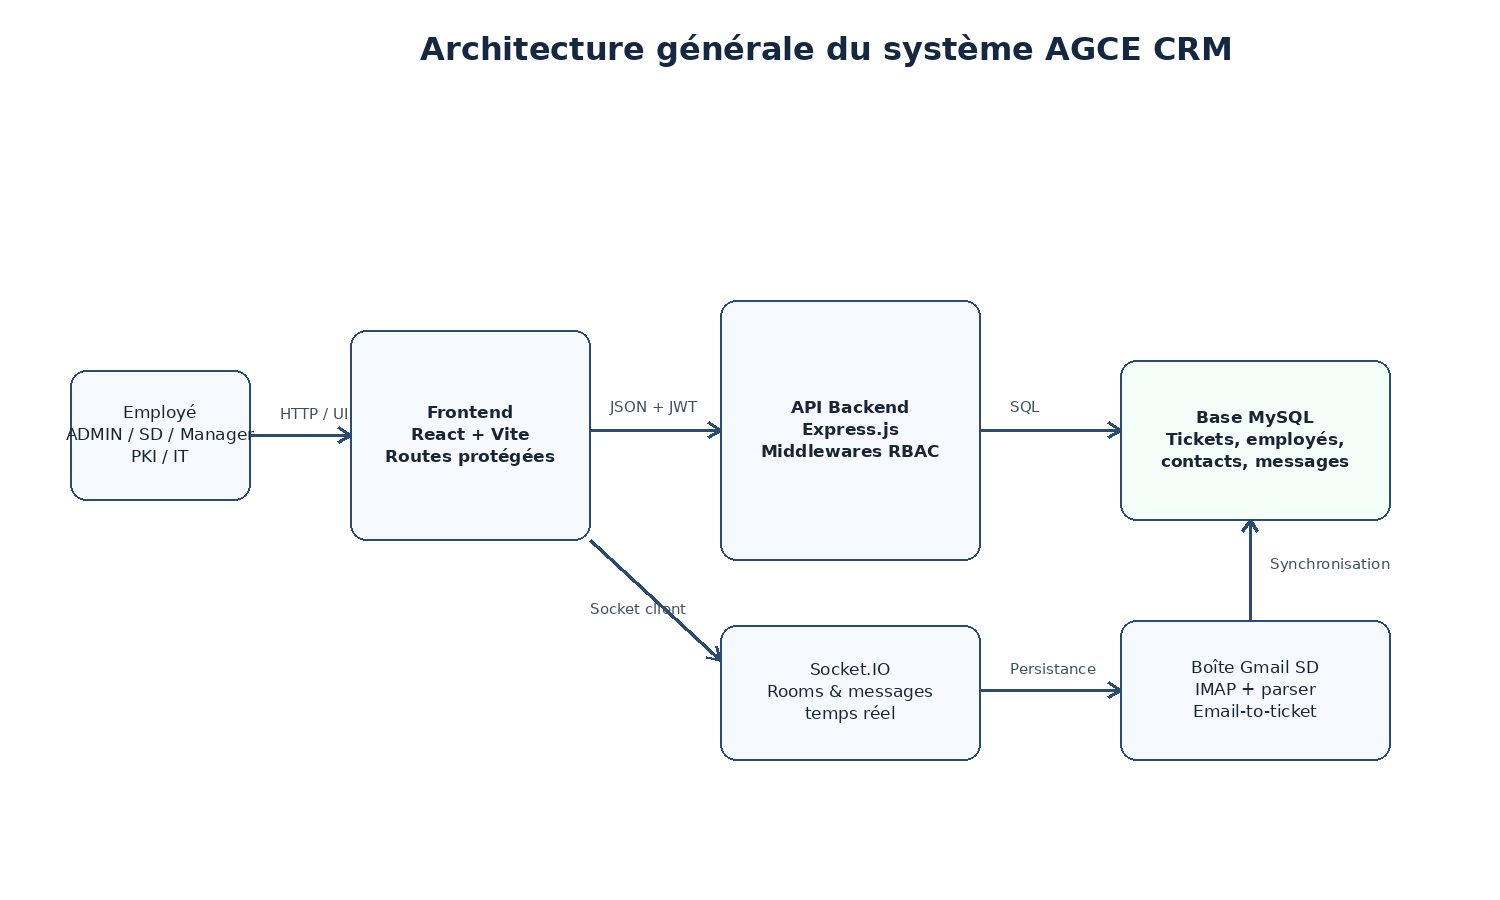 Architecture générale du système AGCE CRM
Employé
ADMIN / SD / Manager
PKI / IT
HTTP / UI
Frontend
React + Vite
Routes protégées
JSON + JWT
API Backend
Express.js
Middlewares RBAC
SQL
Base MySQL
Tickets, employés,
contacts, messages
Socket client
Synchronisation
Socket.IO
Rooms & messages
temps réel
Persistance
Boîte Gmail SD
IMAP + parser
Email-to-ticket